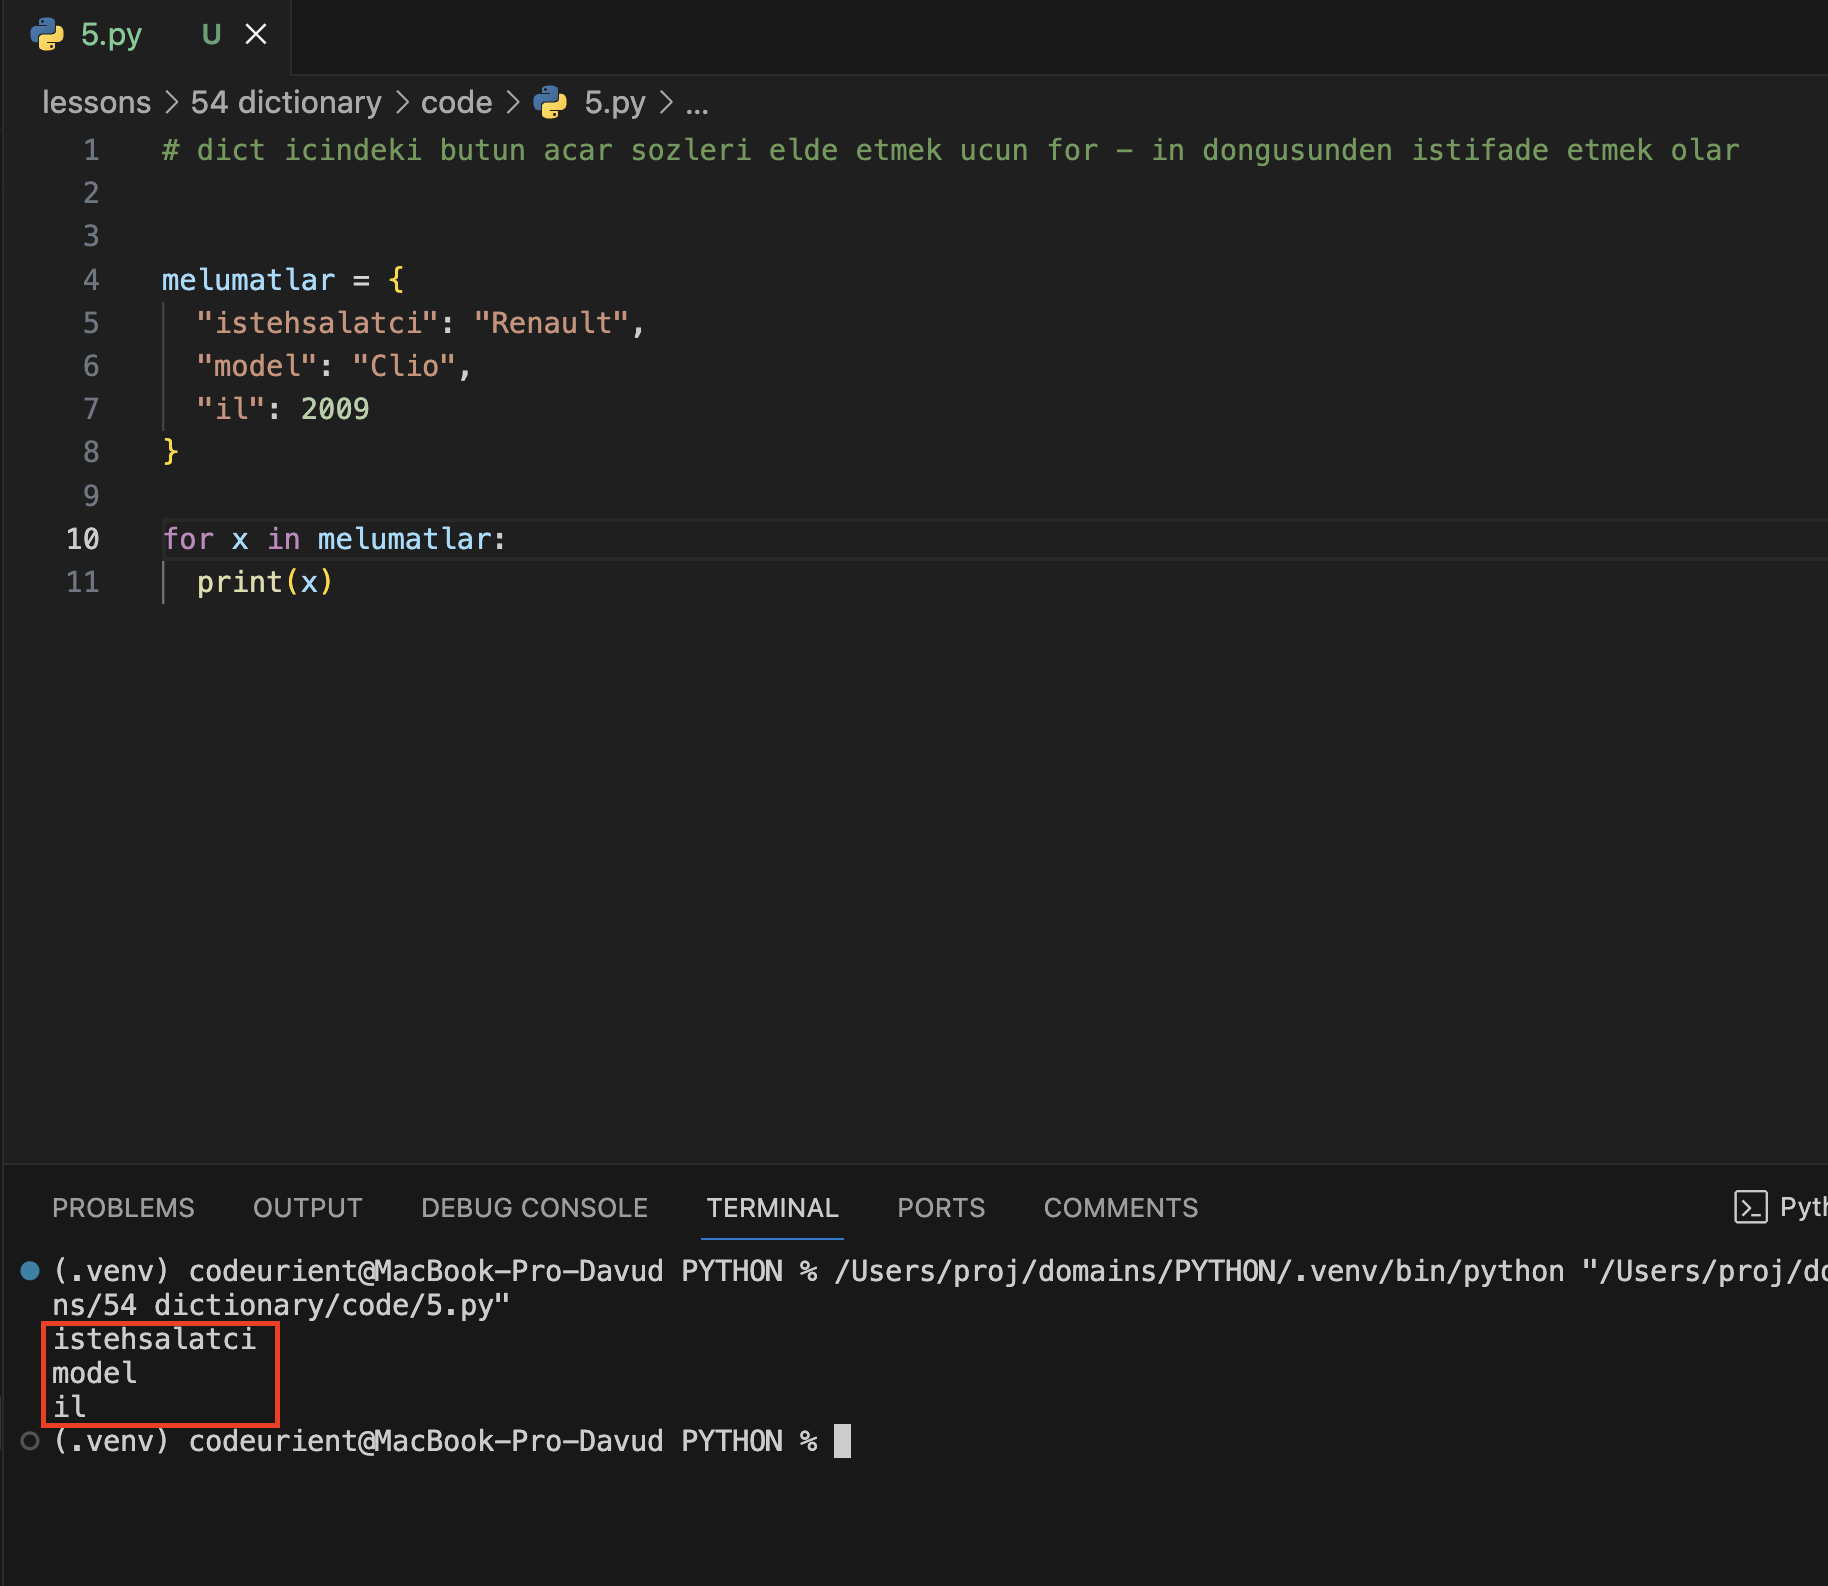 5.py U
lessons > 54 dictionary > code > 5.py > ...
1 # dict icindeki butun acar sozleri elde etmek ucun for - in dongusunden istifade etmek olar
2
3
4 melumatlar = {
5 "istehsalatci": "Renault",
6 "model": "Clio",
7 "il": 2009
8 }
9
10 for x in melumatlar:
11 print(x)
PROBLEMS OUTPUT DEBUG CONSOLE TERMINAL PORTS COMMENTS
(.venv) codeurient@MacBook-Pro-Davud PYTHON % /Users/proj/domains/PYTHON/.venv/bin/python "/Users/proj/
ns/54 dictionary/code/5.py"
istehsalatci
model
il
(.venv) codeurient@MacBook-Pro-Davud PYTHON %